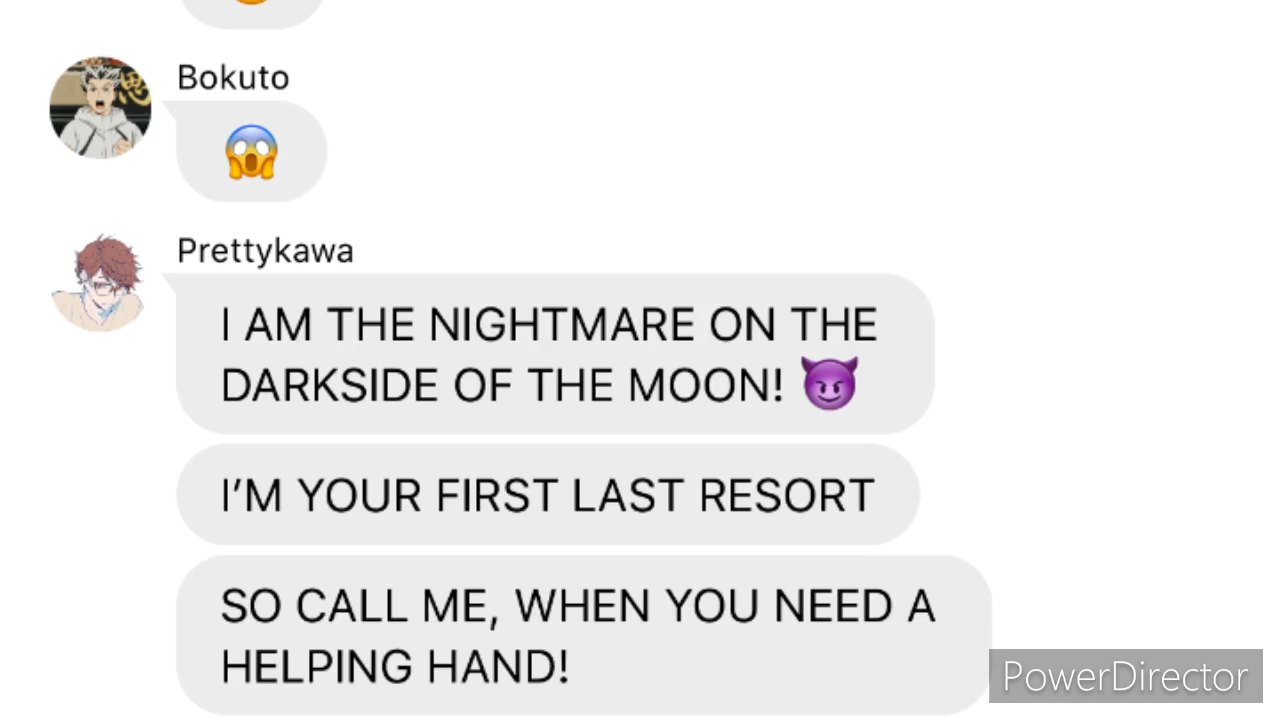 Bokuto
😱
Prettykawa
I AM THE NIGHTMARE ON THE
DARKSIDE OF THE MOON! 😈
I'M YOUR FIRST LAST RESORT
SO CALL ME, WHEN YOU NEED A
HELPING HAND!
PowerDirector